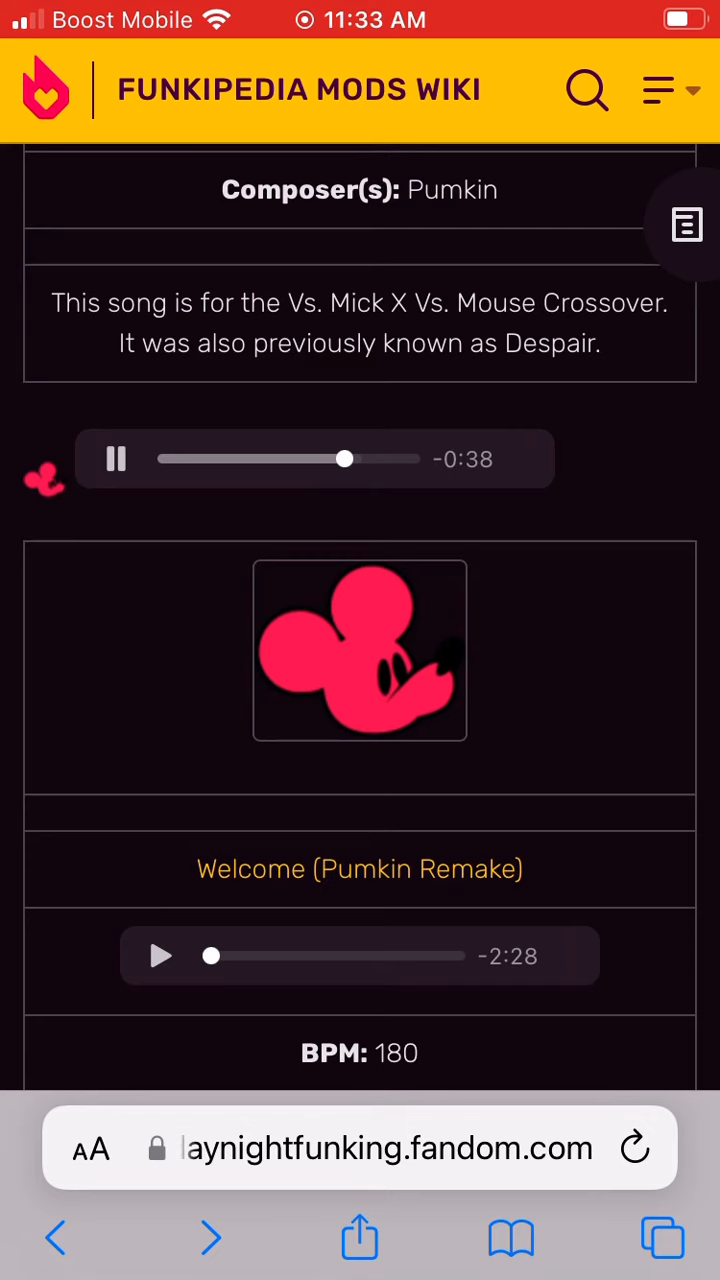 Boost Mobile 11:33 AM
FUNKIPEDIA MODS WIKI
Composer(s): Pumkin
This song is for the Vs. Mick X Vs. Mouse Crossover.
It was also previously known as Despair.
-0:38
Welcome (Pumkin Remake)
-2:28
BPM: 180
AA laynightfunking.fandom.com